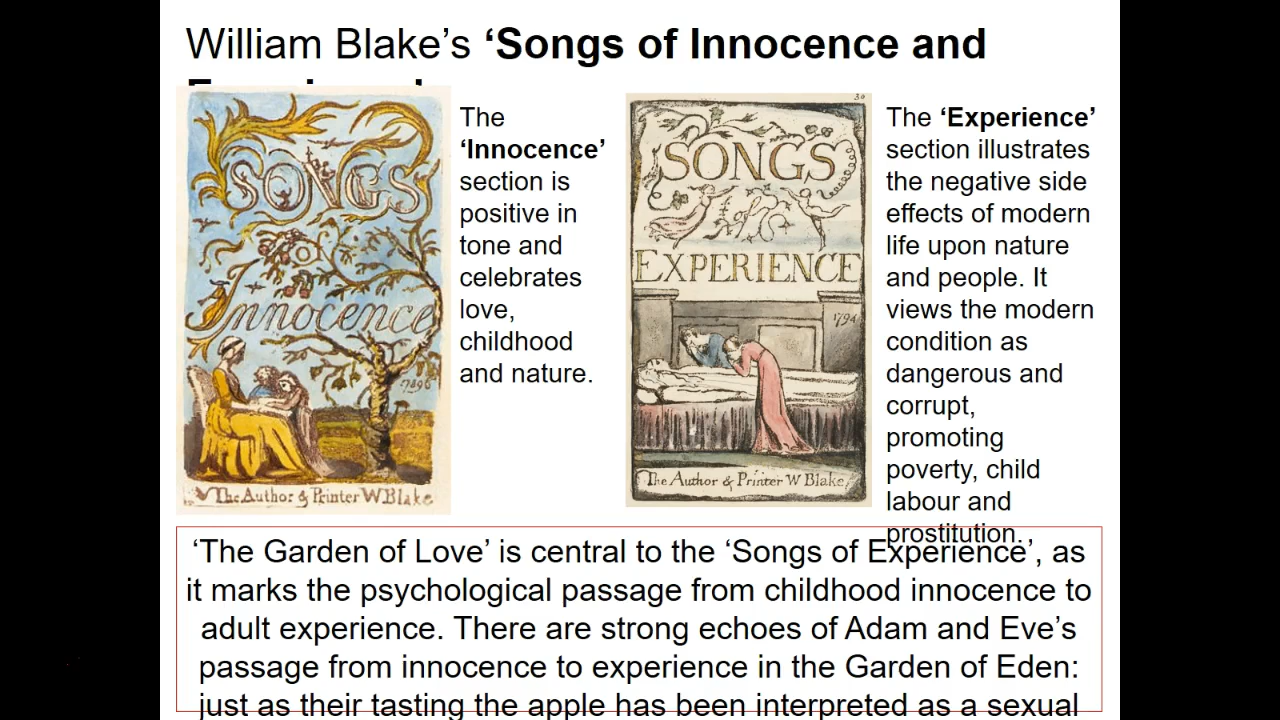 William Blake’s ‘Songs of Innocence and
SONGS
of
Innocence
The Author & Printer W Blake
The
‘Innocence’
section is
positive in
tone and
celebrates
love,
childhood
and nature.
SONGS
of
EXPERIENCE
1794
The Author & Printer W Blake
The ‘Experience’
section illustrates
the negative side
effects of modern
life upon nature
and people. It
views the modern
condition as
dangerous and
corrupt,
promoting
poverty, child
labour and
prostitution. ,
‘The Garden of Love’ is central to the ‘Songs of Experience’, as
it marks the psychological passage from childhood innocence to
adult experience. There are strong echoes of Adam and Eve’s
passage from innocence to experience in the Garden of Eden:
just as their tasting the apple has been interpreted as a sexual